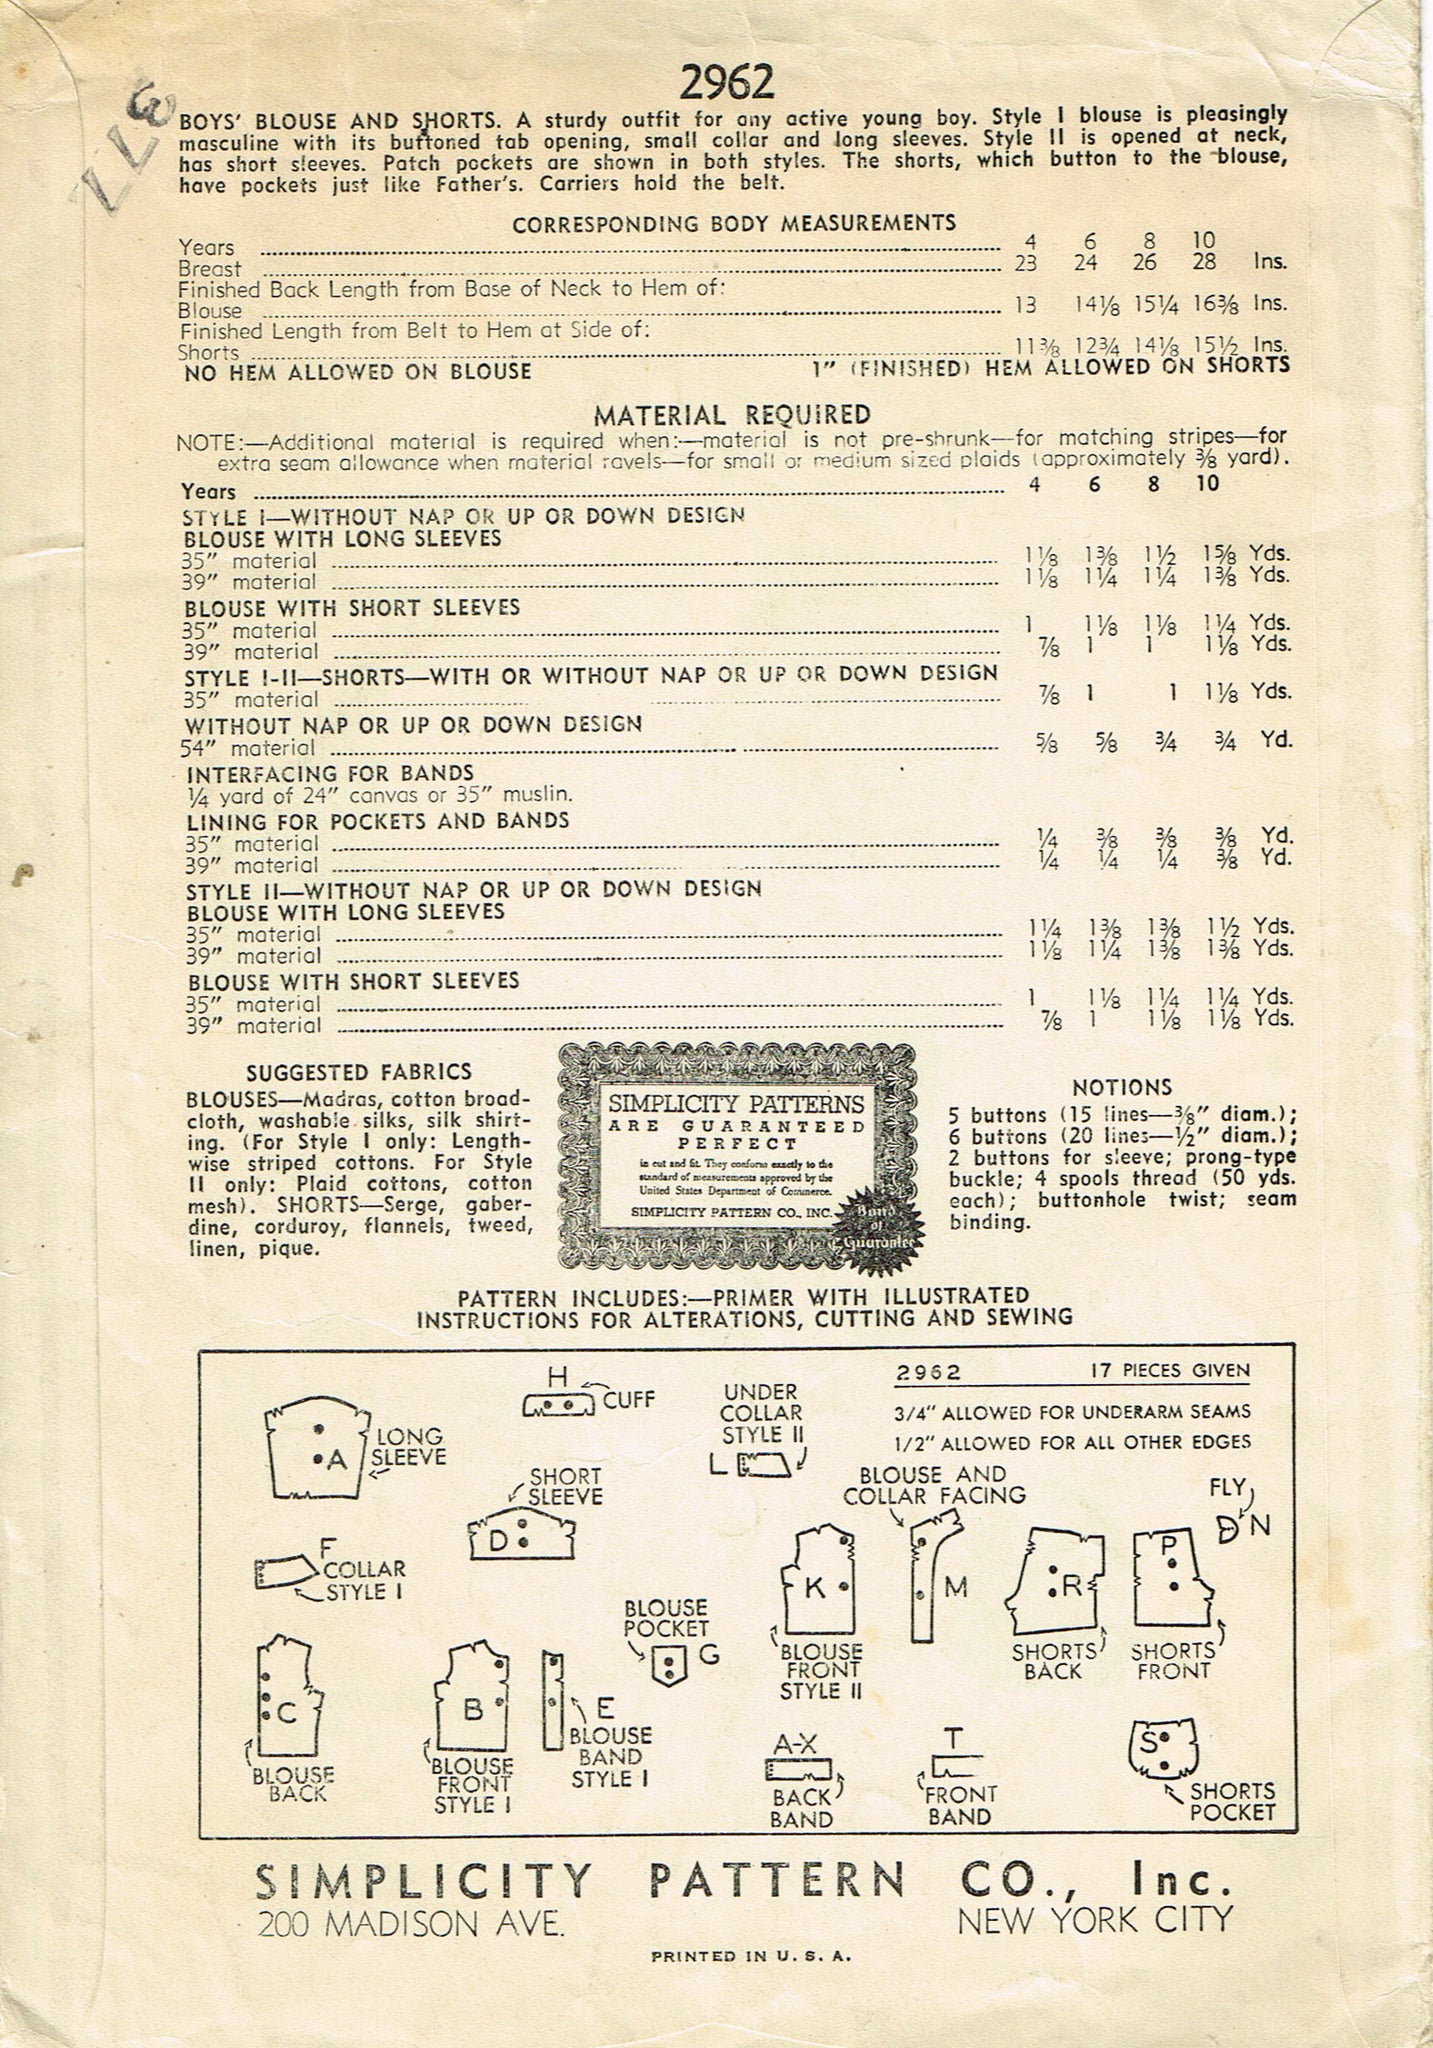 2962
377
BOYS' BLOUSE AND SHORTS. A sturdy outfit for any active young boy. Style I blouse is pleasingly
masculine with its buttoned tab opening, small collar and long sleeves. Style II is opened at neck,
has short sleeves. Patch pockets are shown in both styles. The shorts, which button to the blouse,
have pockets just like Father's. Carriers hold the belt.
CORRESPONDING BODY MEASUREMENTS
Years 4 6 8 10
Breast 23 24 26 28 Ins.
Finished Back Length from Base of Neck to Hem of:
Blouse 13 14⅛ 15¼ 16⅜ Ins.
Finished Length from Belt to Hem at Side of:
Shorts 11⅜ 12¾ 14⅛ 15½ Ins.
NO HEM ALLOWED ON BLOUSE 1" (FINISHED) HEM ALLOWED ON SHORTS
MATERIAL REQUIRED
NOTE:—Additional material is required when:—material is not pre-shrunk—for matching stripes—for
extra seam allowance when material ravels—for small or medium sized plaids (approximately ⅜ yard).
Years 4 6 8 10
STYLE I—WITHOUT NAP OR UP OR DOWN DESIGN
BLOUSE WITH LONG SLEEVES
35" material 1⅛ 1⅜ 1½ 1⅝ Yds.
39" material 1⅛ 1¼ 1¼ 1⅜ Yds.
BLOUSE WITH SHORT SLEEVES
35" material 1 1⅛ 1⅛ 1¼ Yds.
39" material ⅞ 1 1 1⅛ Yds.
STYLE I-II—SHORTS—WITH OR WITHOUT NAP OR UP OR DOWN DESIGN
35" material ⅞ 1 1 1⅛ Yds.
WITHOUT NAP OR UP OR DOWN DESIGN
54" material ⅝ ⅝ ¾ ¾ Yd.
INTERFACING FOR BANDS
¼ yard of 24" canvas or 35" muslin.
LINING FOR POCKETS AND BANDS
35" material ¼ ⅜ ⅜ ⅜ Yd.
39" material ¼ ¼ ¼ ⅜ Yd.
STYLE II—WITHOUT NAP OR UP OR DOWN DESIGN
BLOUSE WITH LONG SLEEVES
35" material 1¼ 1⅜ 1⅜ 1½ Yds.
39" material 1⅛ 1¼ 1⅜ 1⅜ Yds.
BLOUSE WITH SHORT SLEEVES
35" material 1 1⅛ 1¼ 1¼ Yds.
39" material ⅞ 1 1⅛ 1⅛ Yds.
SUGGESTED FABRICS
BLOUSES—Madras, cotton broad-
cloth, washable silks, silk shirt-
ing. (For Style I only: Length-
wise striped cottons. For Style
II only: Plaid cottons, cotton
mesh). SHORTS—Serge, gaber-
dine, corduroy, flannels, tweed,
linen, pique.
SIMPLICITY PATTERNS
ARE GUARANTEED
PERFECT
in cut and fit. They conform exactly to the
standard of measurements approved by the
United States Department of Commerce.
SIMPLICITY PATTERN CO., INC.
Bond
of
Guarantee
NOTIONS
5 buttons (15 lines—⅜" diam.);
6 buttons (20 lines—½" diam.);
2 buttons for sleeve; prong-type
buckle; 4 spools thread (50 yds.
each); buttonhole twist; seam
binding.
PATTERN INCLUDES:—PRIMER WITH ILLUSTRATED
INSTRUCTIONS FOR ALTERATIONS, CUTTING AND SEWING
2962 17 PIECES GIVEN
3/4" ALLOWED FOR UNDERARM SEAMS
1/2" ALLOWED FOR ALL OTHER EDGES
A
LONG
SLEEVE
H
CUFF
UNDER
COLLAR
STYLE II
L
SHORT
SLEEVE
D
BLOUSE AND
COLLAR FACING
M
FLY
N
F
COLLAR
STYLE I
BLOUSE
POCKET
G
K
BLOUSE
FRONT
STYLE II
R
SHORTS
BACK
P
SHORTS
FRONT
C
BLOUSE
BACK
B
BLOUSE
FRONT
STYLE I
E
BLOUSE
BAND
STYLE I
A-X
BACK
BAND
T
FRONT
BAND
S
SHORTS
POCKET
SIMPLICITY PATTERN CO., Inc.
200 MADISON AVE. NEW YORK CITY
PRINTED IN U. S. A.